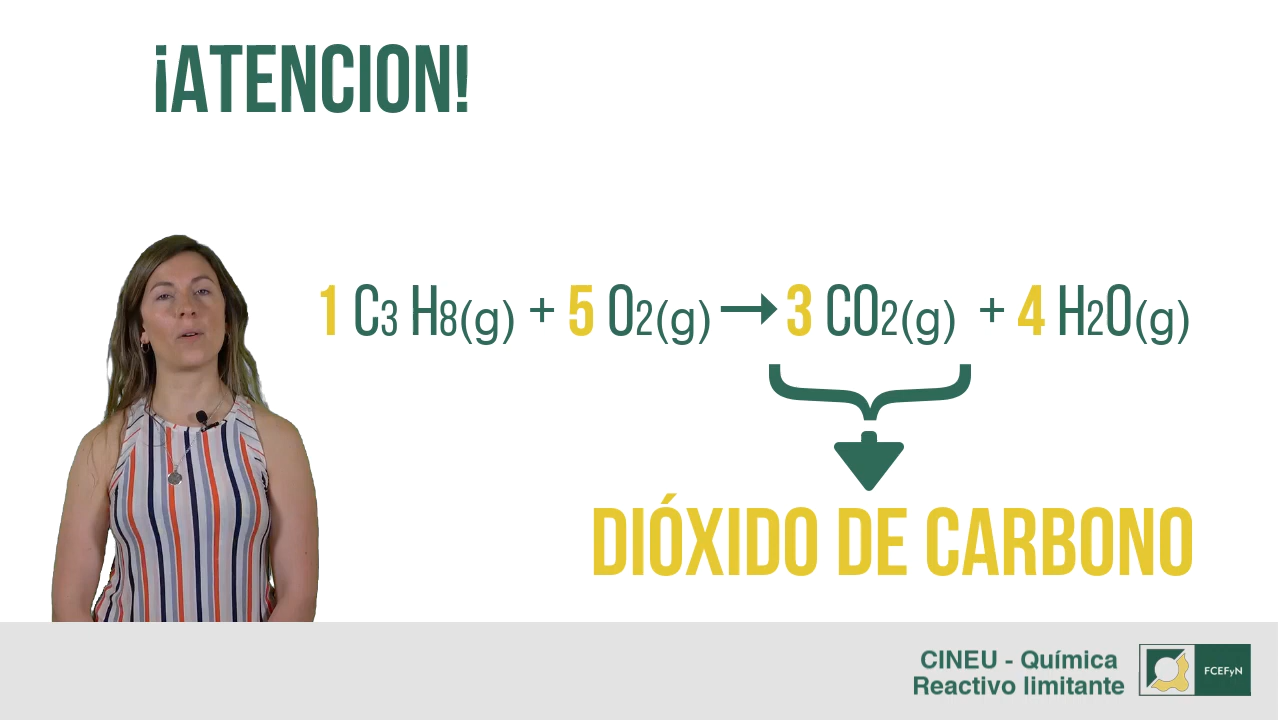 ¡ATENCION!
1 C3 H8(g) + 5 O2(g) → 3 CO2(g) + 4 H2O(g)
DIÓXIDO DE CARBONO
CINEU - Química
Reactivo limitante
FCEFyN